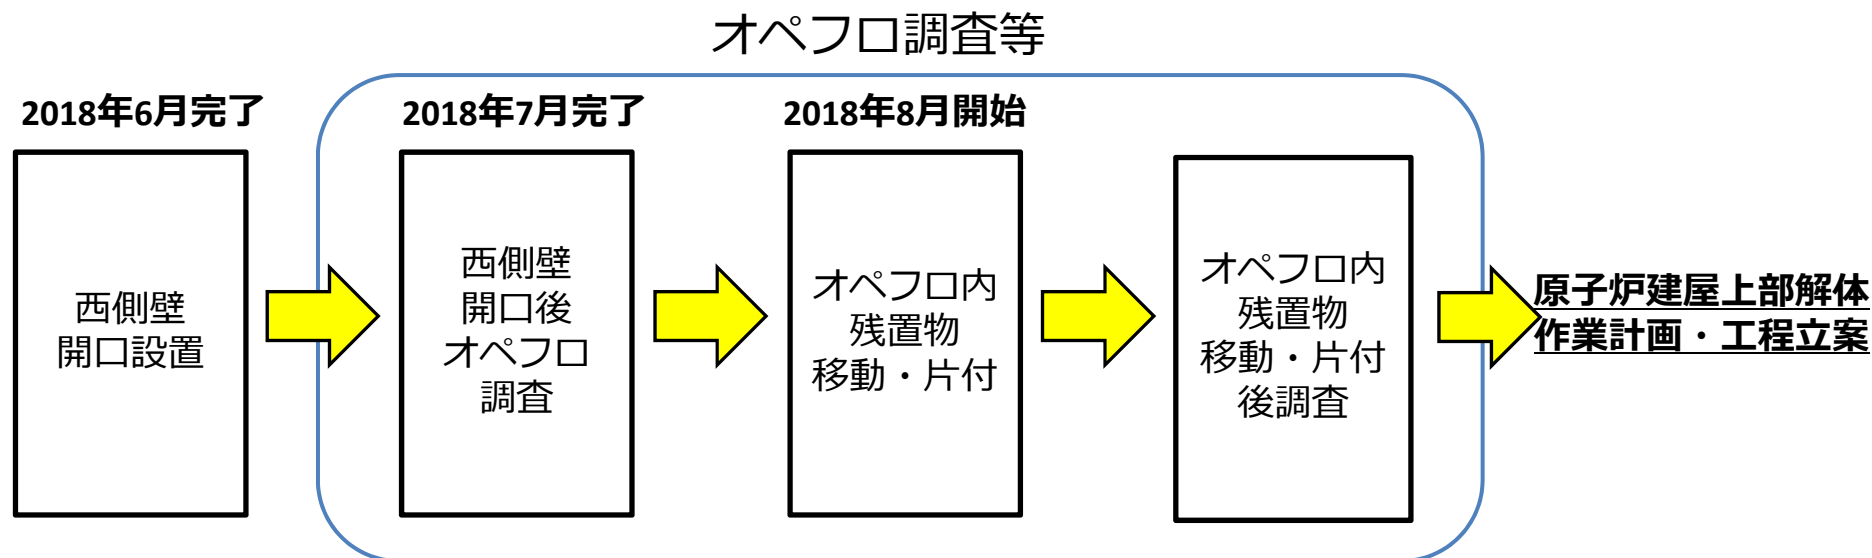 オペフロ調査等
2018年6月完了
2018年7月完了
2018年8月開始
西側壁
開口設置
西側壁
開口後
オペフロ
調査
オペフロ内
残置物
移動・片付
オペフロ内
残置物
移動・片付
後調査
原子炉建屋上部解体
作業計画・工程立案